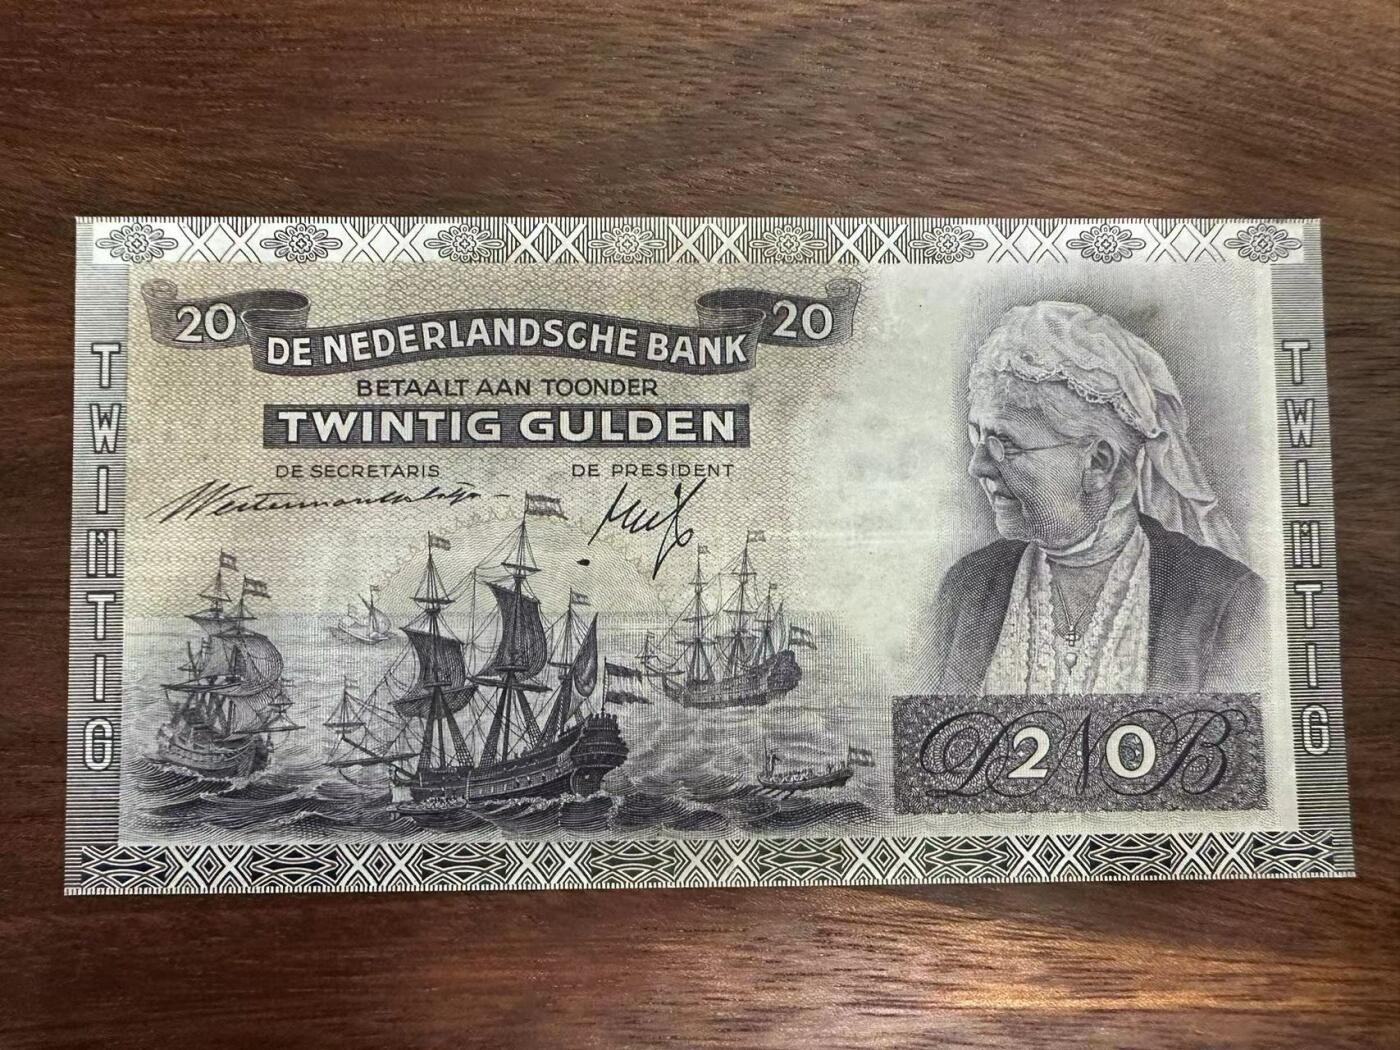 20
20
DE NEDERLANDSCHE BANK
BETAALT AAN TOONDER
TWINTIG GULDEN
DE SECRETARIS
DE PRESIDENT
TWINTIG
TWINTIG
DNB
20